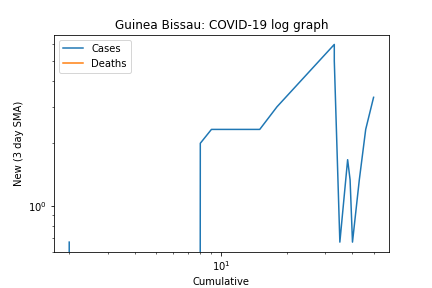 Guinea Bissau: COVID-19 log graph
Cases
Deaths
New (3 day SMA)
10⁰
10¹
Cumulative